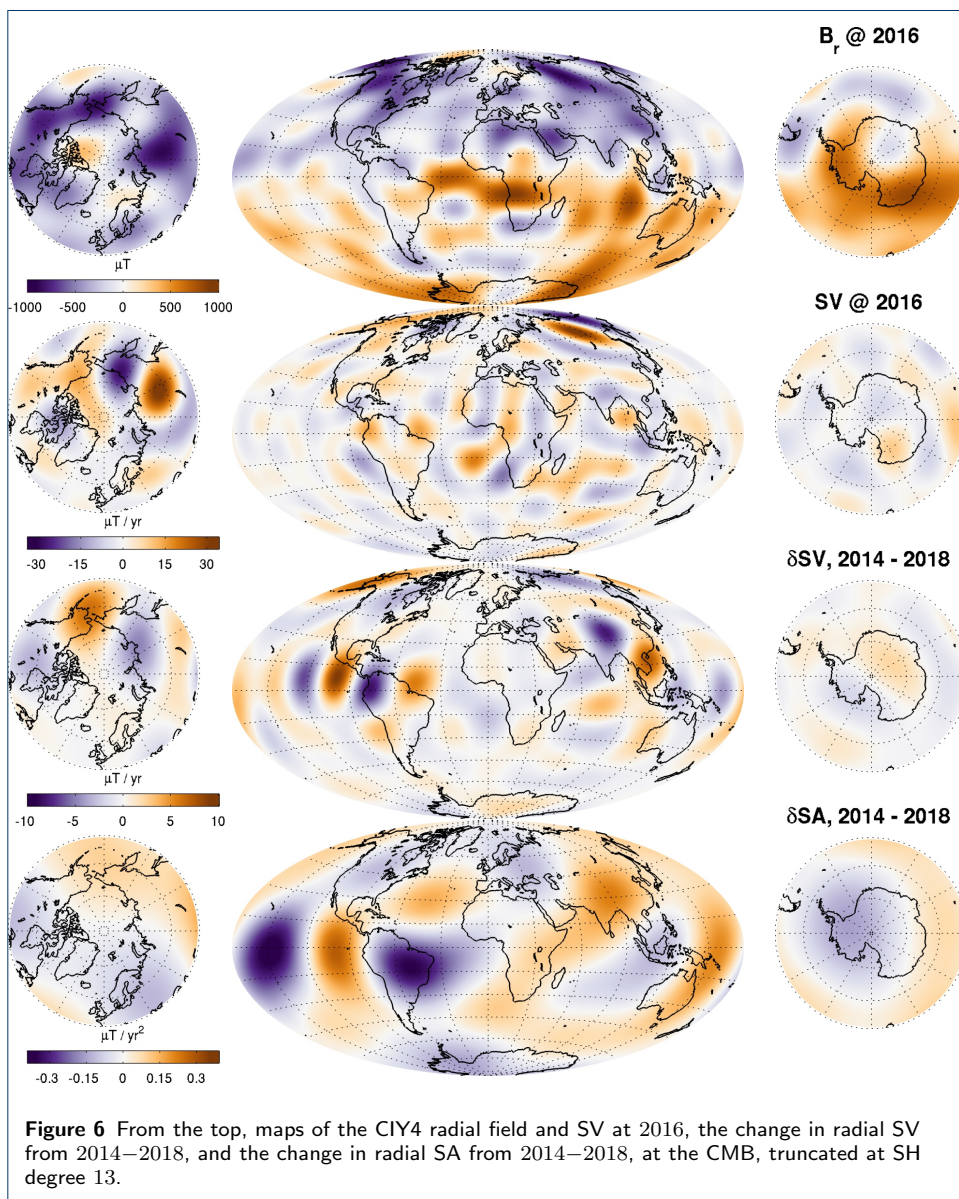 B_r @ 2016
μT
-1000 -500 0 500 1000
SV @ 2016
μT / yr
-30 -15 0 15 30
δSV, 2014 - 2018
μT / yr
-10 -5 0 5 10
δSA, 2014 - 2018
μT / yr²
-0.3 -0.15 0 0.15 0.3
Figure 6 From the top, maps of the CIY4 radial field and SV at 2016, the change in radial SV
from 2014−2018, and the change in radial SA from 2014−2018, at the CMB, truncated at SH
degree 13.